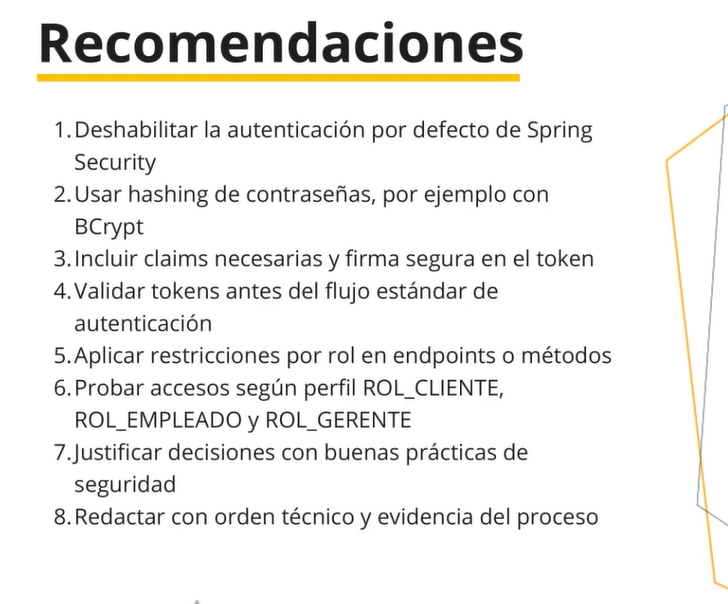 Recomendaciones
1.Deshabilitar la autenticación por defecto de Spring
Security
2.Usar hashing de contraseñas, por ejemplo con
BCrypt
3.Incluir claims necesarias y firma segura en el token
4.Validar tokens antes del flujo estándar de
autenticación
5.Aplicar restricciones por rol en endpoints o métodos
6.Probar accesos según perfil ROL_CLIENTE,
ROL_EMPLEADO y ROL_GERENTE
7.Justificar decisiones con buenas prácticas de
seguridad
8.Redactar con orden técnico y evidencia del proceso